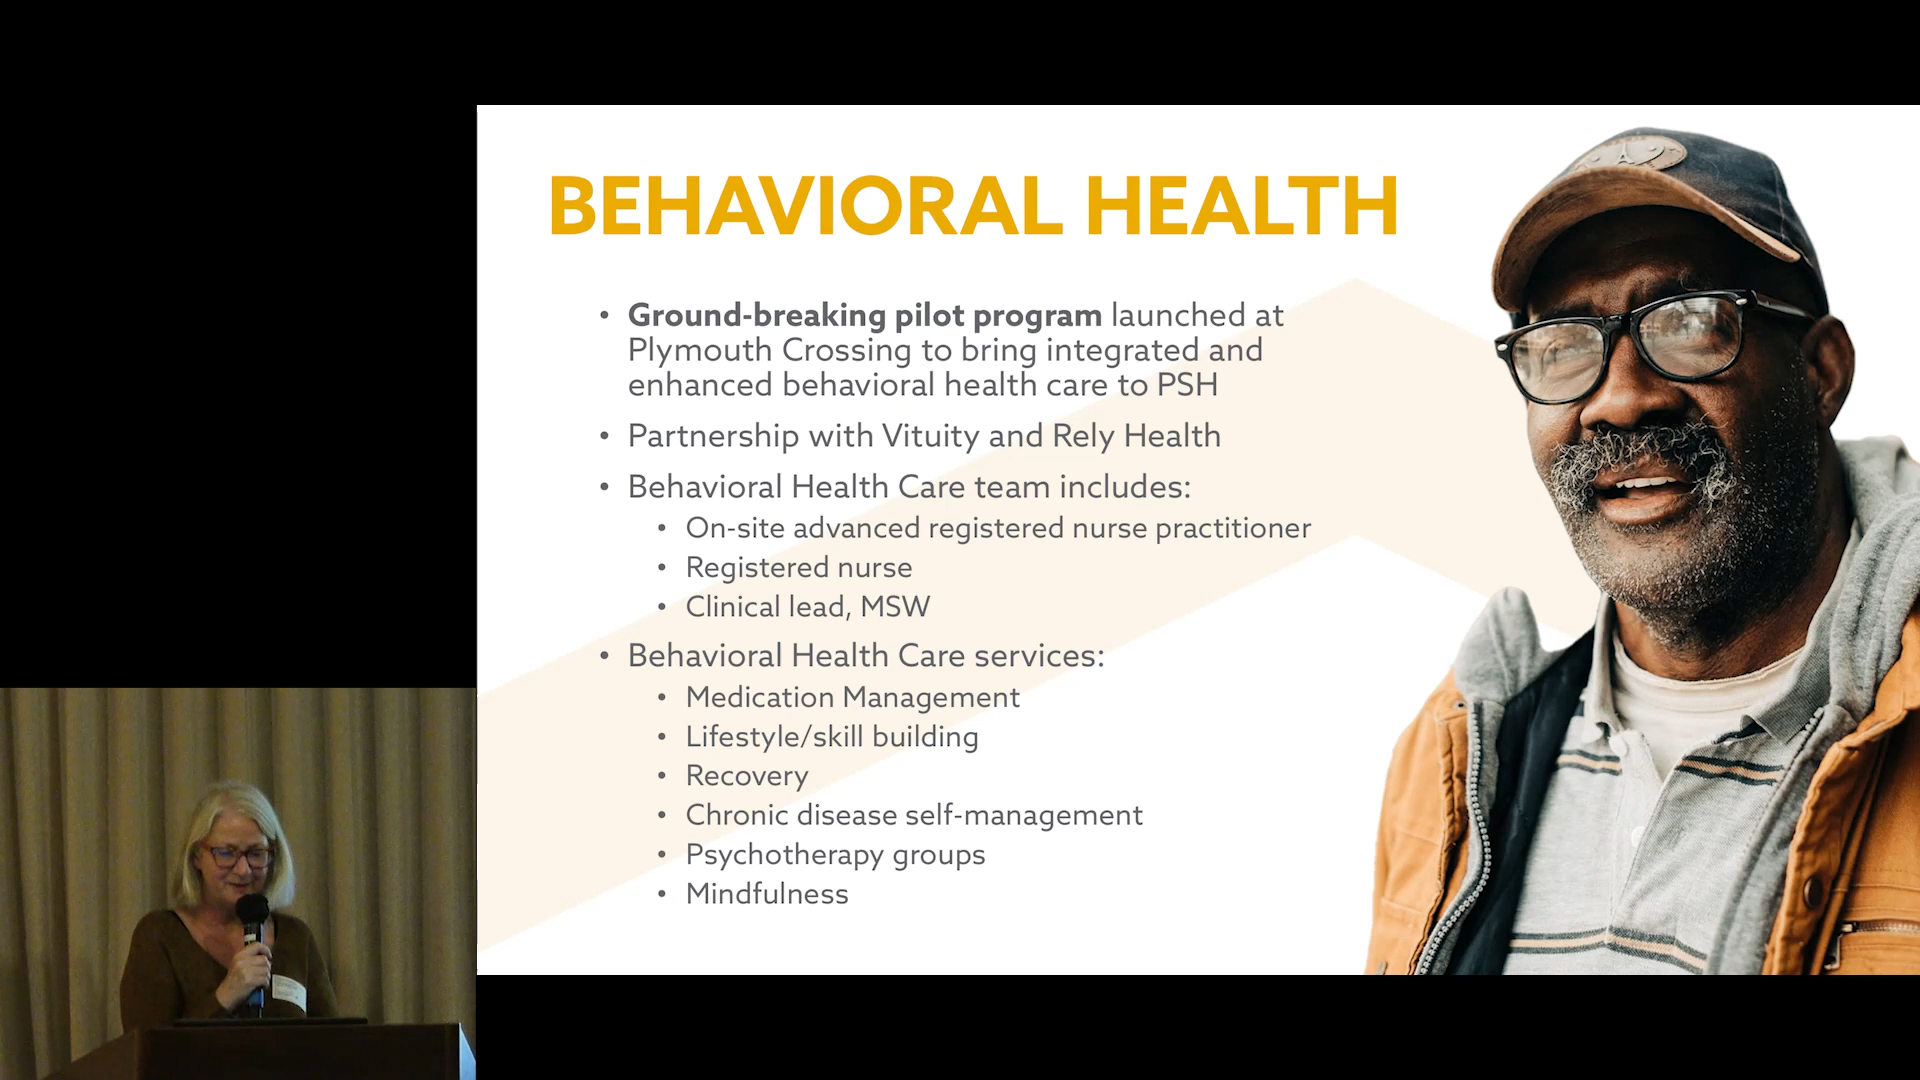 BEHAVIORAL HEALTH
• Ground-breaking pilot program launched at
Plymouth Crossing to bring integrated and
enhanced behavioral health care to PSH
• Partnership with Vituity and Rely Health
• Behavioral Health Care team includes:
• On-site advanced registered nurse practitioner
• Registered nurse
• Clinical lead, MSW
• Behavioral Health Care services:
• Medication Management
• Lifestyle/skill building
• Recovery
• Chronic disease self-management
• Psychotherapy groups
• Mindfulness